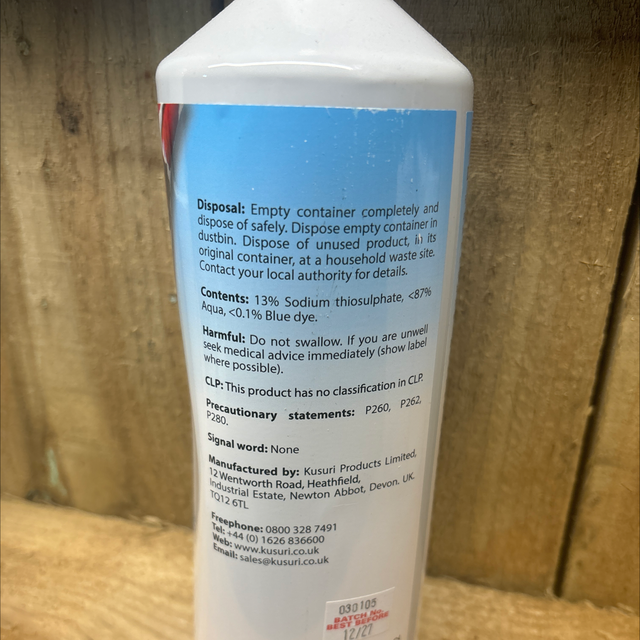 Disposal: Empty container completely and
dispose of safely. Dispose empty container in
dustbin. Dispose of unused product, in its
original container, at a household waste site.
Contact your local authority for details.
Contents: 13% Sodium thiosulphate, <87%
Aqua, <0.1% Blue dye.
Harmful: Do not swallow. If you are unwell
seek medical advice immediately (show label
where possible).
CLP: This product has no classification in CLP.
Precautionary statements: P260, P262,
P280.
Signal word: None
Manufactured by: Kusuri Products Limited,
12 Wentworth Road, Heathfield,
Industrial Estate, Newton Abbot, Devon. UK.
TQ12 6TL
Freephone: 0800 328 7491
Tel: +44 (0) 1626 836600
Web: www.kusuri.co.uk
Email: sales@kusuri.co.uk
030105
BATCH No.
BEST BEFORE
12/27